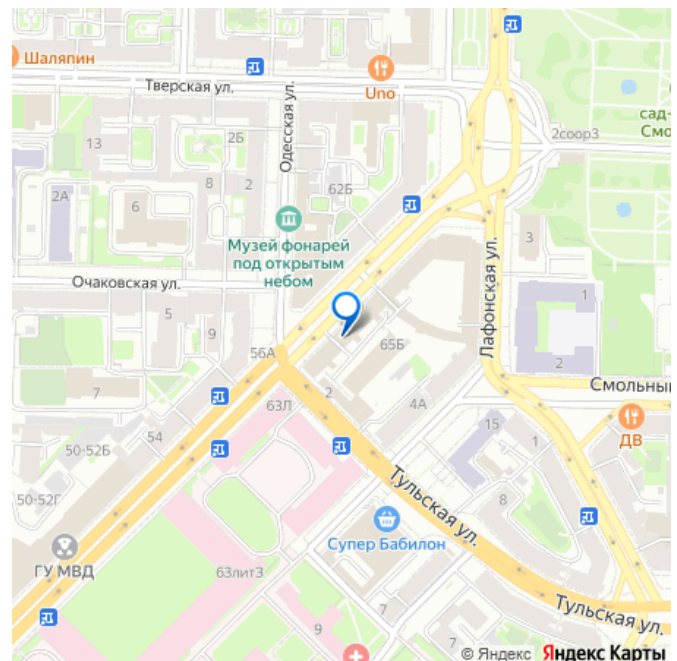 Шаляпин
Тверская ул.
Uno
Одесская ул.
2соор3
сад-
Смо
13
2Б
8
2
2А
6
62Б
Музей фонарей
под открытым
небом
3
Лафонская ул.
Очаковская ул.
1
5
9
56А
65Б
2
7
2
4А
Смольный
63Л
ДВ
54
50-52Б
15
1
50-52Г
Тульская ул.
8
Супер Бабилон
ГУ МВД
63литЗ
7
Тульская ул.
9
7
7
© Яндекс Яндекс Карты